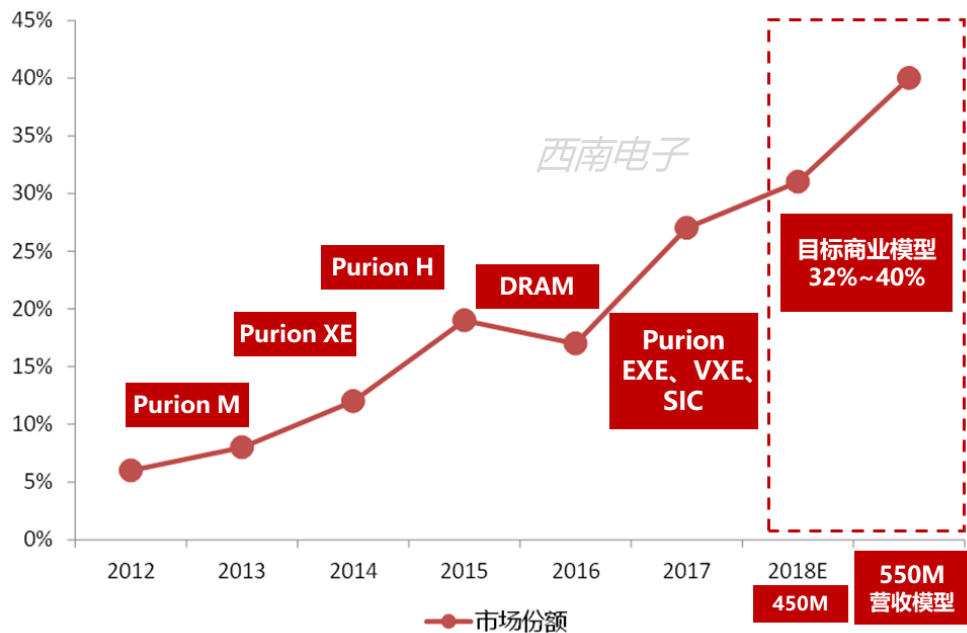 45%
40%
35%
30%
25%
20%
15%
10%
5%
0%
西南电子
Purion M
Purion XE
Purion H
DRAM
Purion
EXE、VXE、
SIC
目标商业模型
32%~40%
2012
2013
2014
2015
2016
2017
2018E
450M
550M
营收模型
市场份额